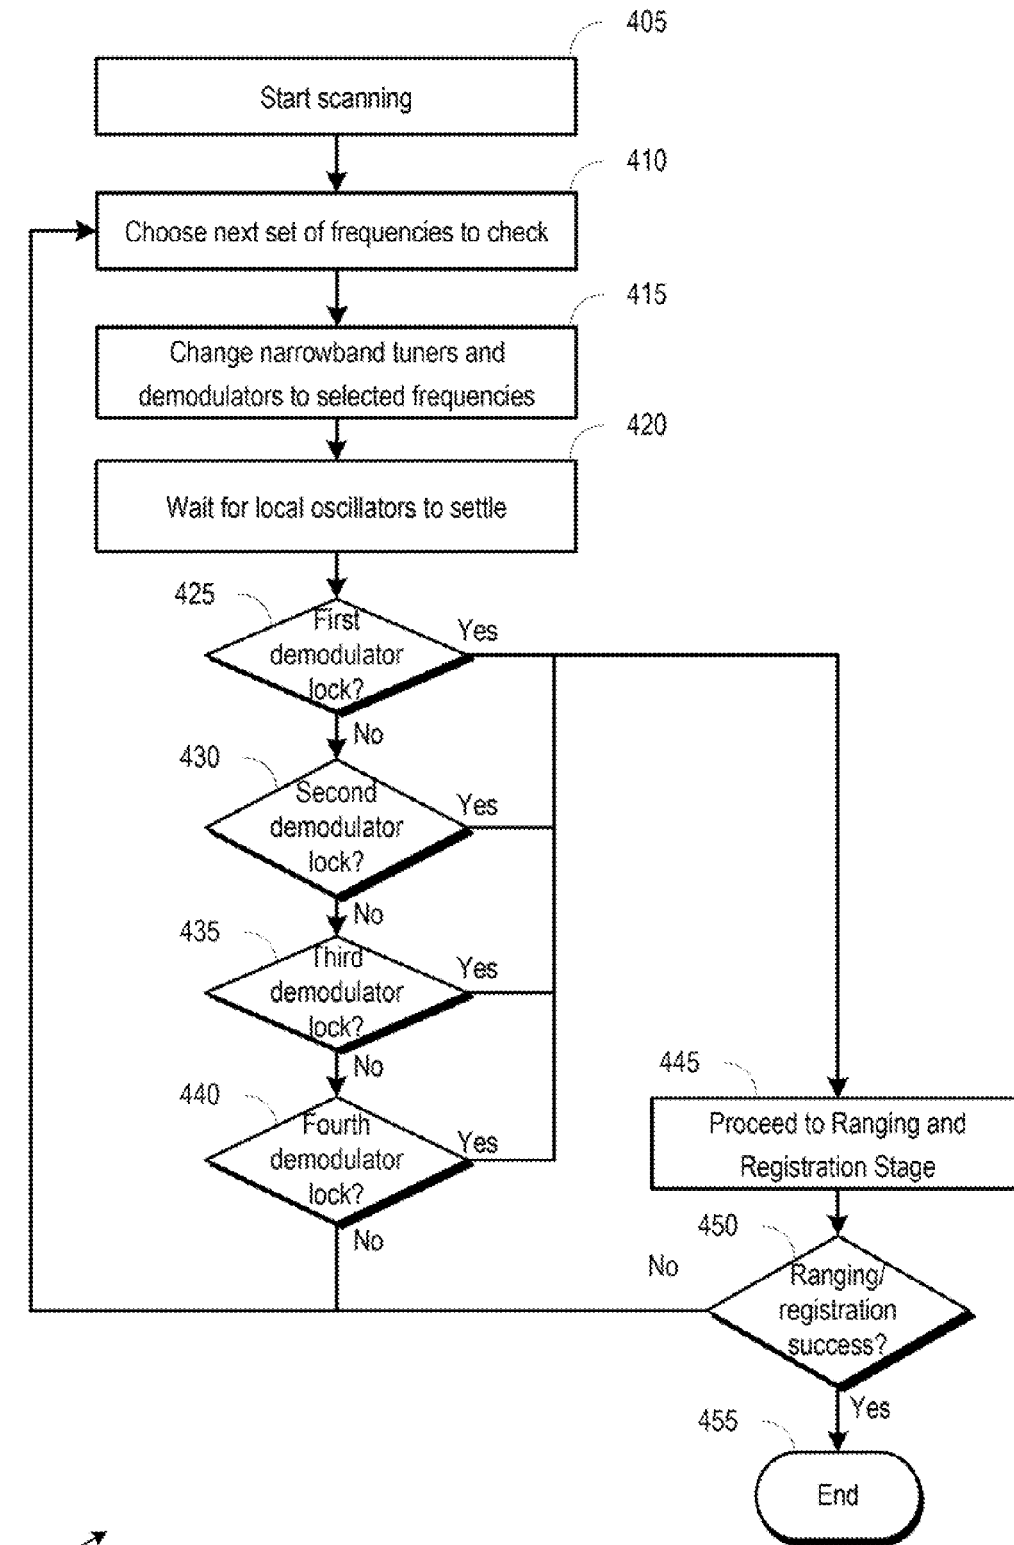 405
Start scanning
410
Choose next set of frequencies to check
415
Change narrowband tuners and
demodulators to selected frequencies
420
Wait for local oscillators to settle
425
First
demodulator
lock?
Yes
No
430
Second
demodulator
lock?
Yes
No
435
Third
demodulator
lock?
Yes
No
440
Fourth
demodulator
lock?
Yes
No
445
Proceed to Ranging and
Registration Stage
450
Ranging/
registration
success?
No
Yes
455
End